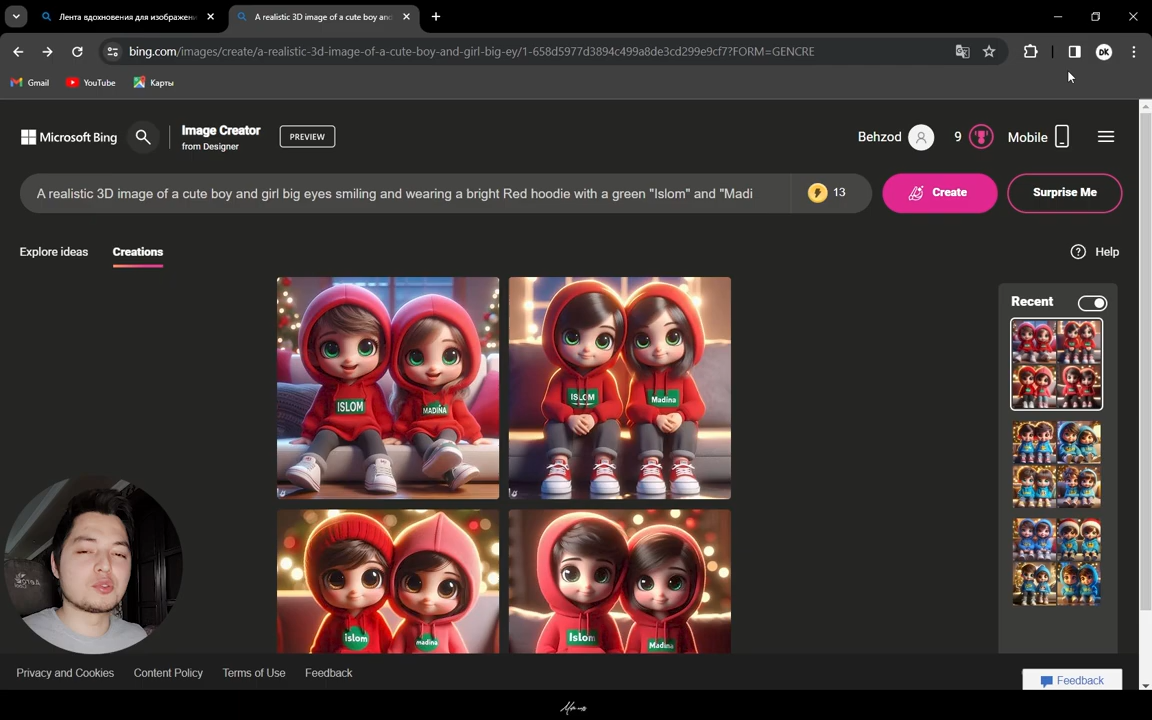 Лента вдохновения для изображени
A realistic 3D image of a cute boy and
bing.com/images/create/a-realistic-3d-image-of-a-cute-boy-and-girl-big-ey/1-658d5977d3894c499a8de3cd299e9cf7?FORM=GENCRE
DK
Gmail YouTube Карты
Microsoft Bing
Image Creator
from Designer
PREVIEW
Behzod 9 Mobile
A realistic 3D image of a cute boy and girl big eyes smiling and wearing a bright Red hoodie with a green "Islom" and "Madi
13
Create
Surprise Me
Explore ideas Creations
Help
Recent
ISLOM
MADINA
ISLOM
Madina
islom
madina
Islom
Madina
Privacy and Cookies Content Policy Terms of Use Feedback
Feedback